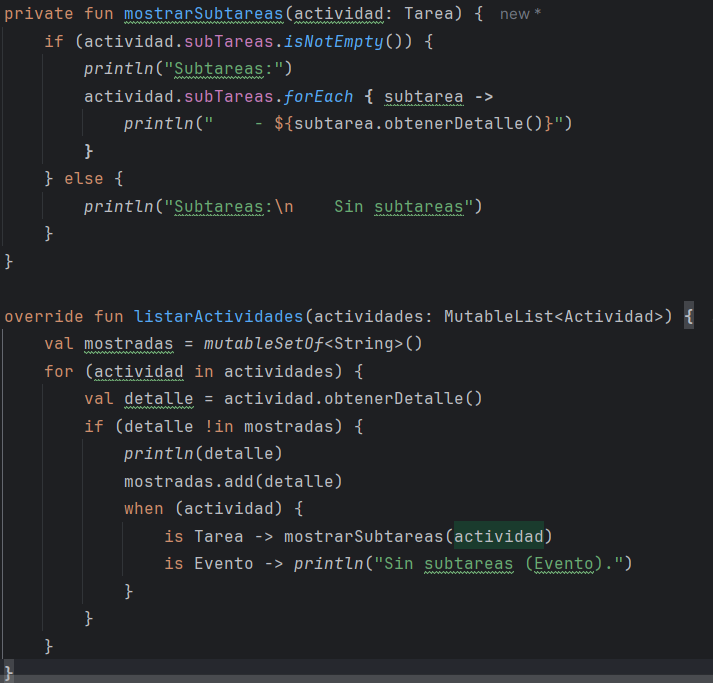 private fun mostrarSubtareas(actividad: Tarea) {  new *
    if (actividad.subTareas.isNotEmpty()) {
        println("Subtareas:")
        actividad.subTareas.forEach { subtarea ->
            println("    - ${subtarea.obtenerDetalle()}")
        }
    } else {
        println("Subtareas:\n    Sin subtareas")
    }
}

override fun listarActividades(actividades: MutableList<Actividad>) {
    val mostradas = mutableSetOf<String>()
    for (actividad in actividades) {
        val detalle = actividad.obtenerDetalle()
        if (detalle !in mostradas) {
            println(detalle)
            mostradas.add(detalle)
            when (actividad) {
                is Tarea -> mostrarSubtareas(actividad)
                is Evento -> println("Sin subtareas (Evento).")
            }
        }
    }
}